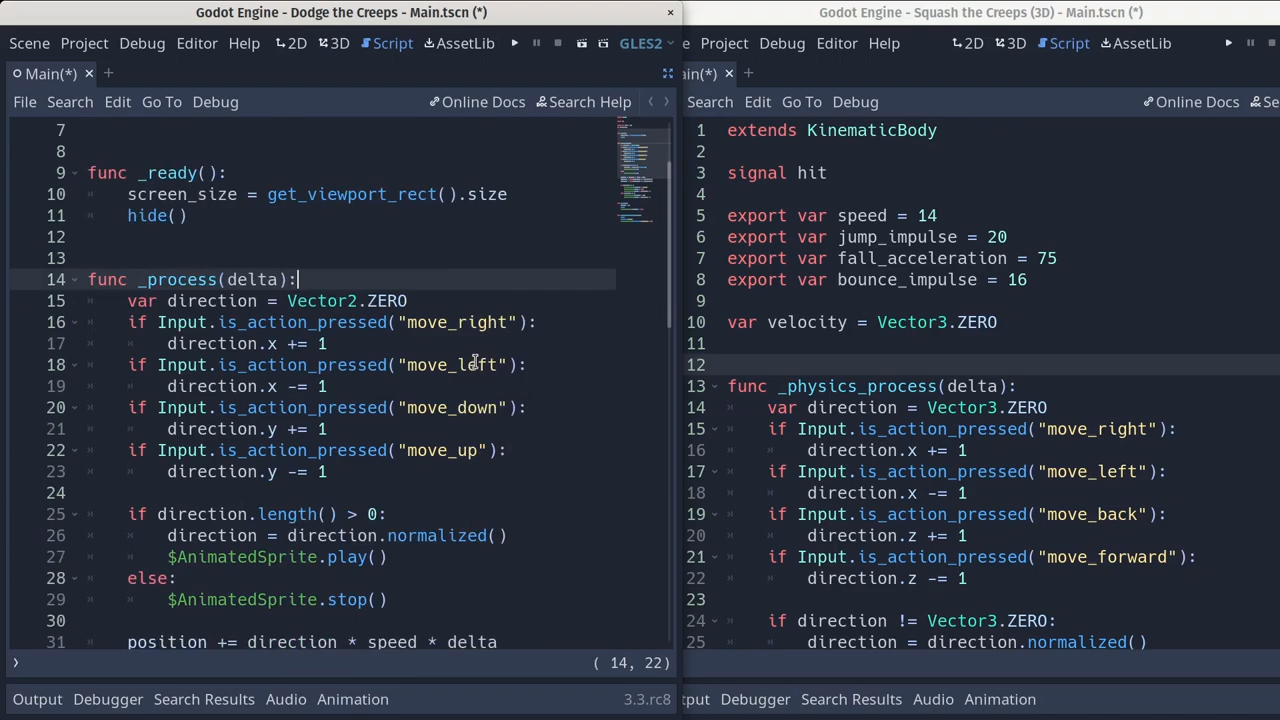 Godot Engine - Dodge the Creeps - Main.tscn (*)
×
Scene Project Debug Editor Help 2D 3D Script AssetLib GLES2
Main(*) × +
File Search Edit Go To Debug Online Docs Search Help
7
8
9 func _ready():
10 screen_size = get_viewport_rect().size
11 hide()
12
13
14 func _process(delta):
15 var direction = Vector2.ZERO
16 if Input.is_action_pressed("move_right"):
17 direction.x += 1
18 if Input.is_action_pressed("move_left"):
19 direction.x -= 1
20 if Input.is_action_pressed("move_down"):
21 direction.y += 1
22 if Input.is_action_pressed("move_up"):
23 direction.y -= 1
24
25 if direction.length() > 0:
26 direction = direction.normalized()
27 $AnimatedSprite.play()
28 else:
29 $AnimatedSprite.stop()
30
31 position += direction * speed * delta
( 14, 22)
Output Debugger Search Results Audio Animation 3.3.rc8
Godot Engine - Squash the Creeps (3D) - Main.tscn (*)
e Project Debug Editor Help 2D 3D Script AssetLib
ain(*) × +
Search Edit Go To Debug Online Docs Se
1 extends KinematicBody
2
3 signal hit
4
5 export var speed = 14
6 export var jump_impulse = 20
7 export var fall_acceleration = 75
8 export var bounce_impulse = 16
9
10 var velocity = Vector3.ZERO
11
12
13 func _physics_process(delta):
14 var direction = Vector3.ZERO
15 if Input.is_action_pressed("move_right"):
16 direction.x += 1
17 if Input.is_action_pressed("move_left"):
18 direction.x -= 1
19 if Input.is_action_pressed("move_back"):
20 direction.z += 1
21 if Input.is_action_pressed("move_forward"):
22 direction.z -= 1
23
24 if direction != Vector3.ZERO:
25 direction = direction.normalized()
tput Debugger Search Results Audio Animation